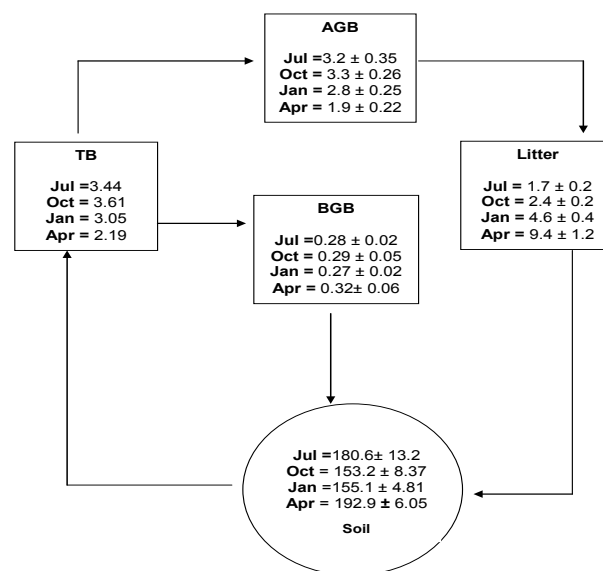 AGB
Jul =3.2 ± 0.35
Oct = 3.3 ± 0.26
Jan = 2.8 ± 0.25
Apr = 1.9 ± 0.22
TB
Jul =3.44
Oct = 3.61
Jan = 3.05
Apr = 2.19
Litter
Jul = 1.7 ± 0.2
Oct = 2.4 ± 0.2
Jan = 4.6 ± 0.4
Apr = 9.4 ± 1.2
BGB
Jul =0.28 ± 0.02
Oct = 0.29 ± 0.05
Jan = 0.27 ± 0.02
Apr = 0.32± 0.06
Jul =180.6± 13.2
Oct = 153.2 ± 8.37
Jan =155.1 ± 4.81
Apr = 192.9 ± 6.05
Soil